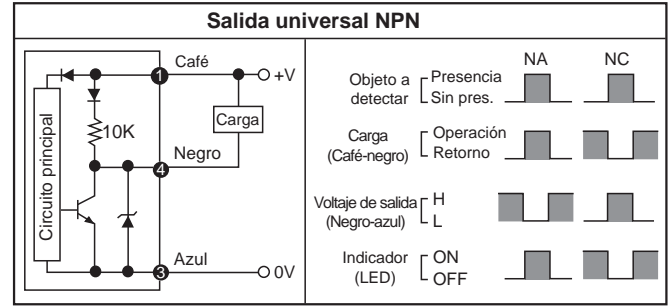 Salida universal NPN
Circuito principal
10K
1
Café
+V
Carga
4
Negro
3
Azul
0V
NA NC
Objeto a detectar
Presencia
Sin pres.
Carga
(Café-negro)
Operación
Retorno
Voltaje de salida
(Negro-azul)
H
L
Indicador
(LED)
ON
OFF